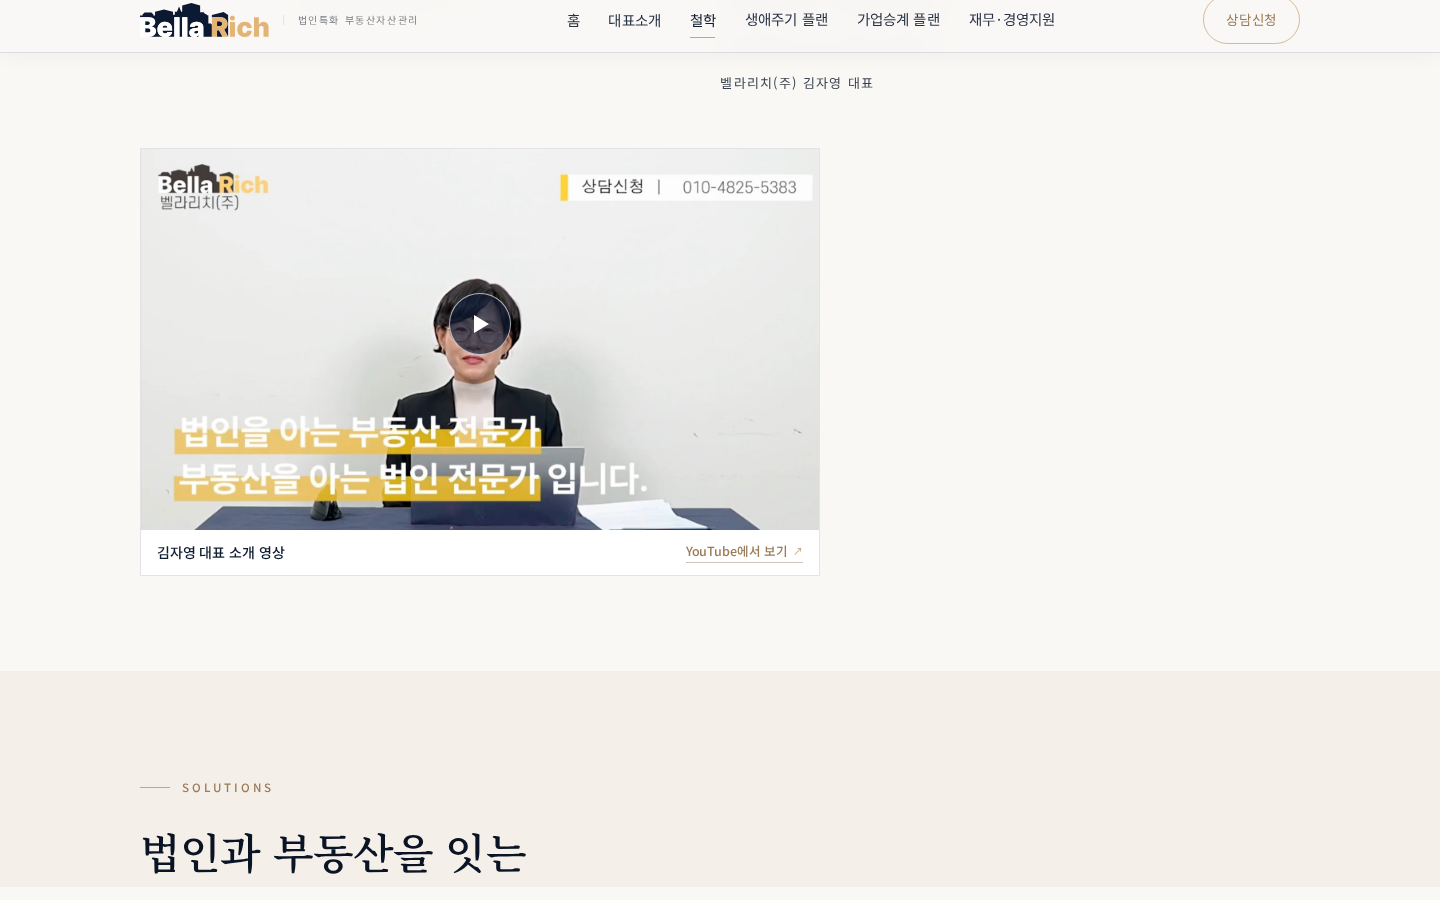 Bella Rich
법인특화 부동산자산관리
홈 대표소개 철학 생애주기 플랜 가업승계 플랜 재무·경영지원
상담신청
벨라리치(주) 김자영 대표
Bella Rich
벨라리치(주)
상담신청 | 010-4825-5383
법인을 아는 부동산 전문가
부동산을 아는 법인 전문가 입니다.
김자영 대표 소개 영상
YouTube에서 보기 ↗
SOLUTIONS
법인과 부동산을 잇는